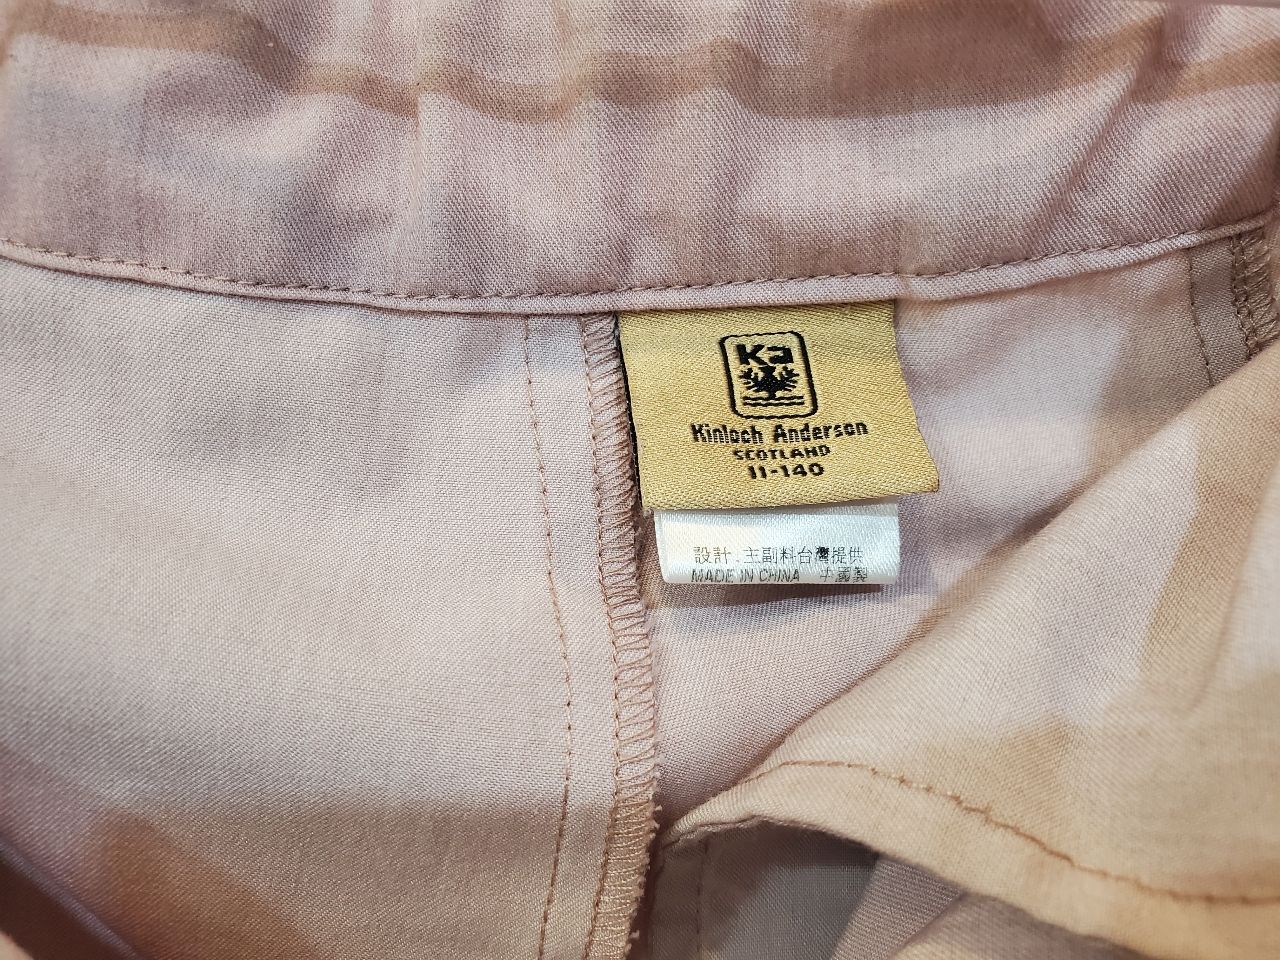 Ka
Kinloch Anderson
SCOTLAND
11-140
設計．主副料台灣提供
MADE IN CHINA 中國製